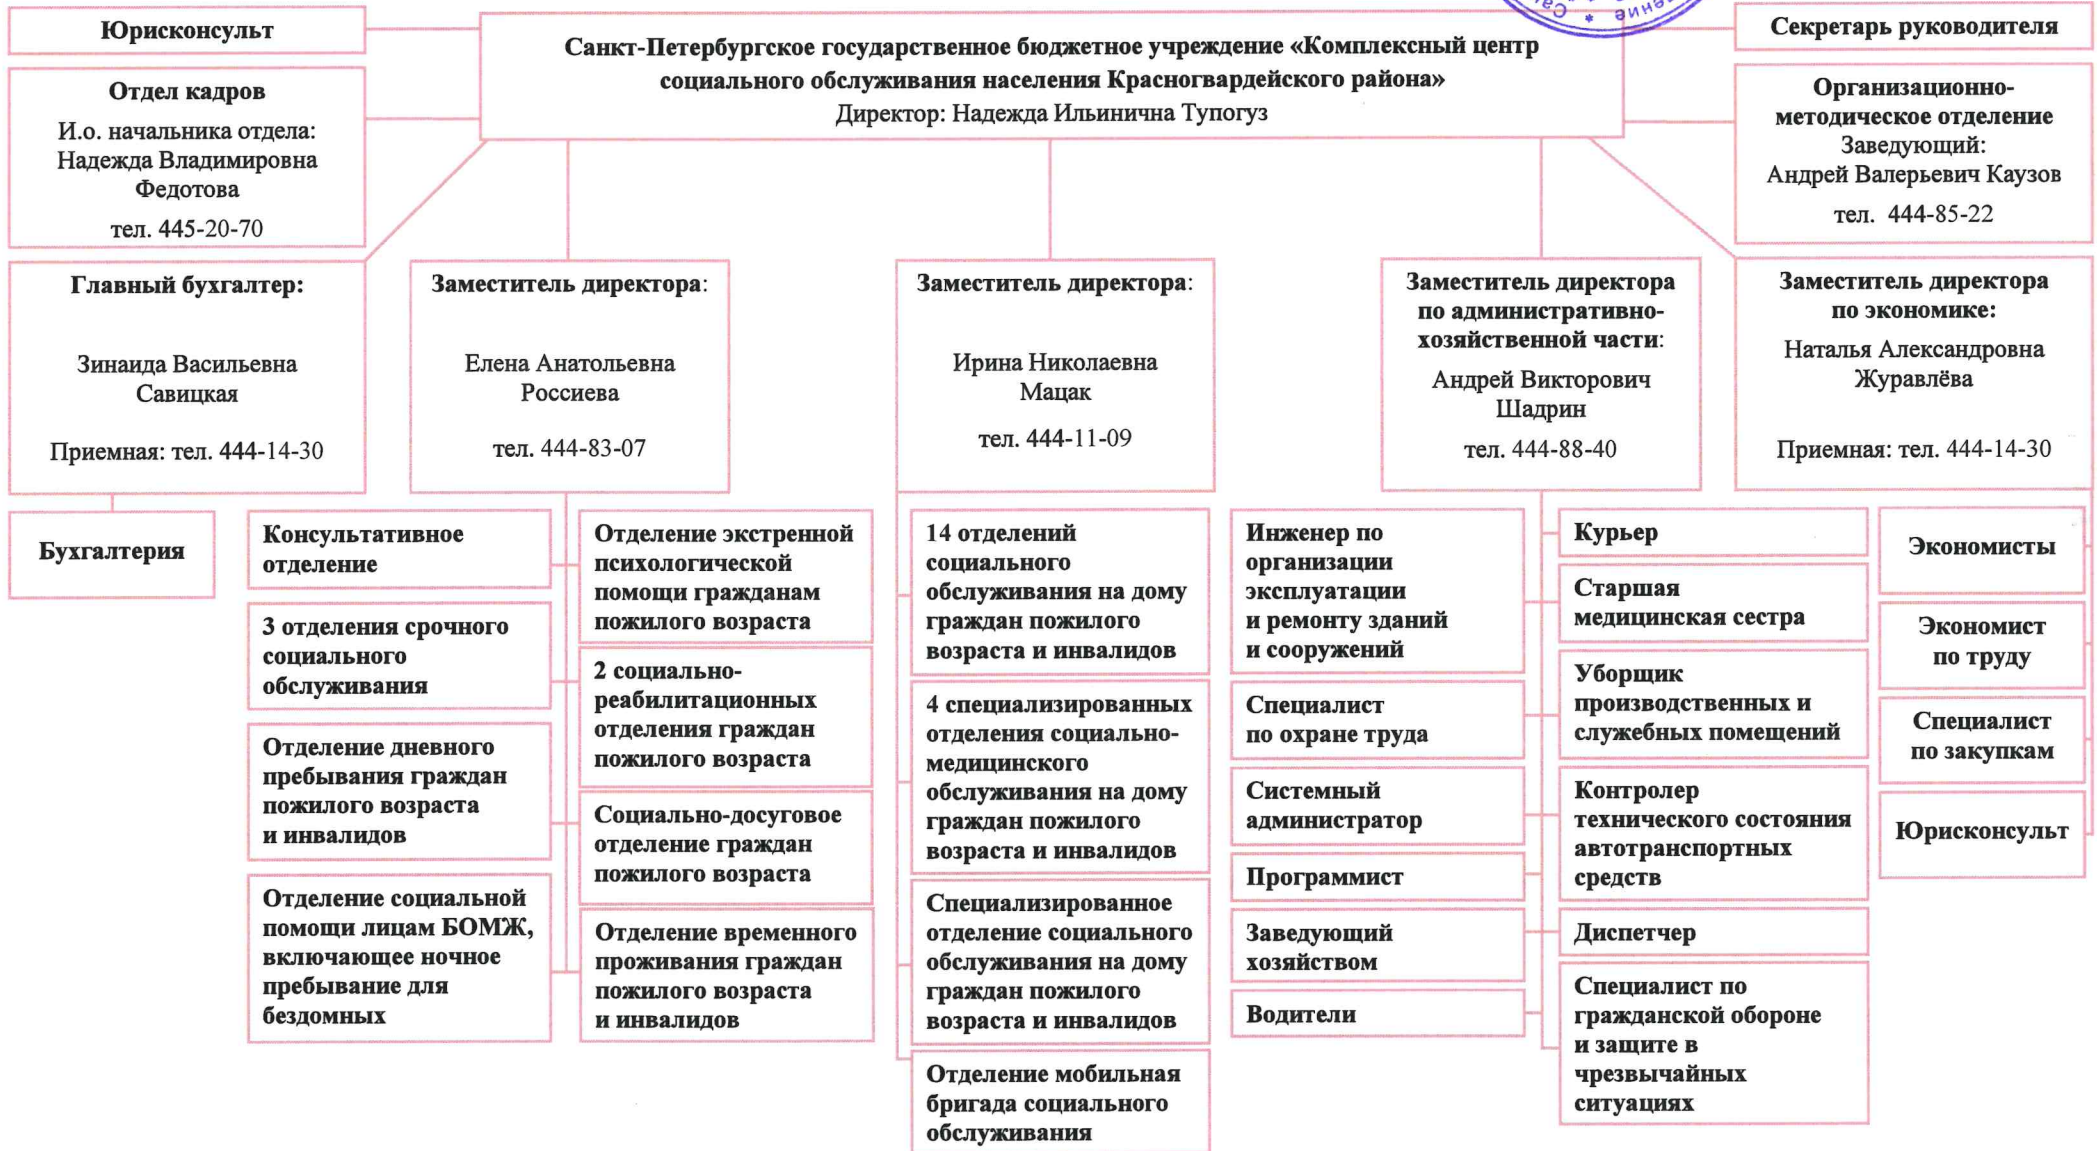 Юрисконсульт
Санкт-Петербургское государственное бюджетное учреждение «Комплексный центр
социального обслуживания населения Красногвардейского района»
Директор: Надежда Ильинична Тупогуз
Секретарь руководителя
Отдел кадров
И.о. начальника отдела:
Надежда Владимировна
Федотова
тел. 445-20-70
Организационно-
методическое отделение
Заведующий:
Андрей Валерьевич Каузов
тел. 444-85-22
Главный бухгалтер:
Зинаида Васильевна
Савицкая
Приемная: тел. 444-14-30
Заместитель директора:
Елена Анатольевна
Россиева
тел. 444-83-07
Заместитель директора:
Ирина Николаевна
Мацак
тел. 444-11-09
Заместитель директора
по административно-
хозяйственной части:
Андрей Викторович
Шадрин
тел. 444-88-40
Заместитель директора
по экономике:
Наталья Александровна
Журавлёва
Приемная: тел. 444-14-30
Бухгалтерия
Консультативное
отделение
3 отделения срочного
социального
обслуживания
Отделение дневного
пребывания граждан
пожилого возраста
и инвалидов
Отделение социальной
помощи лицам БОМЖ,
включающее ночное
пребывание для
бездомных
Отделение экстренной
психологической
помощи гражданам
пожилого возраста
2 социально-
реабилитационных
отделения граждан
пожилого возраста
Социально-досуговое
отделение граждан
пожилого возраста
Отделение временного
проживания граждан
пожилого возраста
и инвалидов
14 отделений
социального
обслуживания на дому
граждан пожилого
возраста и инвалидов
4 специализированных
отделения социально-
медицинского
обслуживания на дому
граждан пожилого
возраста и инвалидов
Специализированное
отделение социального
обслуживания на дому
граждан пожилого
возраста и инвалидов
Отделение мобильная
бригада социального
обслуживания
Инженер по
организации
эксплуатации
и ремонту зданий
и сооружений
Специалист
по охране труда
Системный
администратор
Программист
Заведующий
хозяйством
Водители
Курьер
Старшая
медицинская сестра
Уборщик
производственных и
служебных помещений
Контролер
технического состояния
автотранспортных
средств
Диспетчер
Специалист по
гражданской обороне
и защите в
чрезвычайных
ситуациях
Экономисты
Экономист
по труду
Специалист
по закупкам
Юрисконсульт